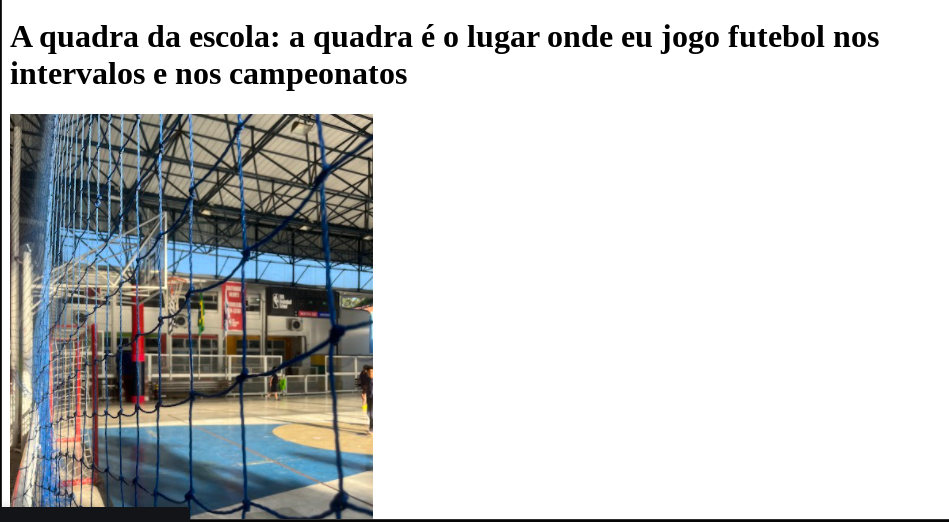 A quadra da escola: a quadra é o lugar onde eu jogo futebol nos
intervalos e nos campeonatos